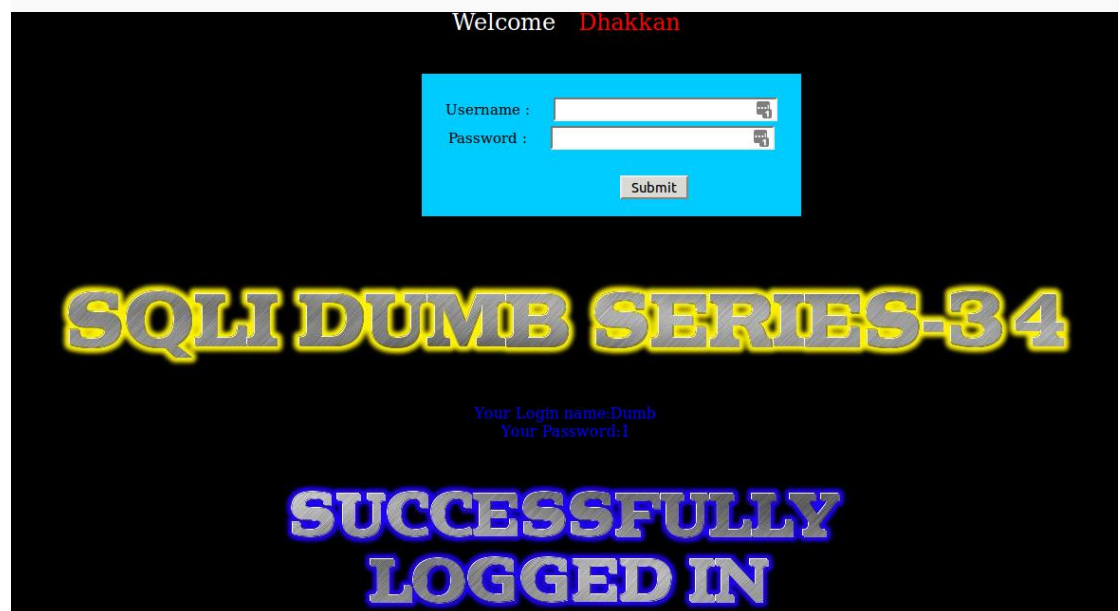 Welcome Dhakkan
Username :
Password :
Submit
SQLI DUMB SERIES-34
Your Login name:Dumb
Your Password:1
SUCCESSFULLY
LOGGED IN